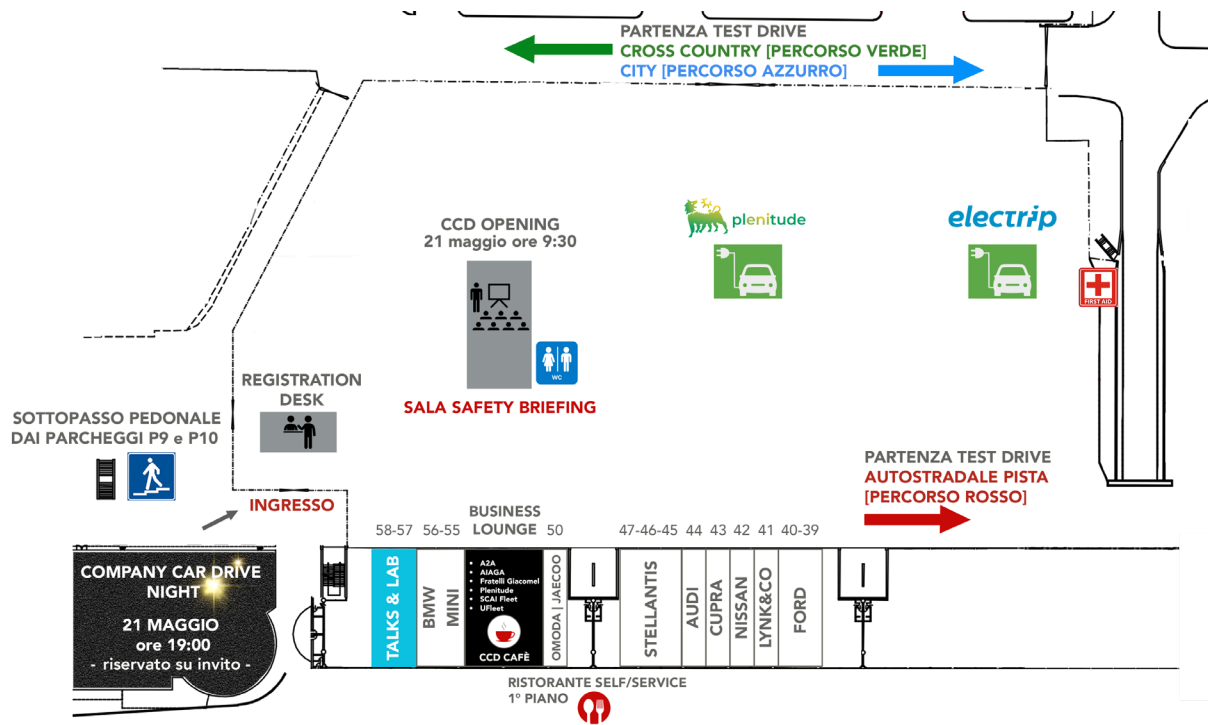 PARTENZA TEST DRIVE
CROSS COUNTRY [PERCORSO VERDE]
CITY [PERCORSO AZZURRO]
CCD OPENING
21 maggio ore 9:30
plenitude
electrip
FIRST AID
WC
SALA SAFETY BRIEFING
REGISTRATION
DESK
SOTTOPASSO PEDONALE
DAI PARCHEGGI P9 e P10
INGRESSO
PARTENZA TEST DRIVE
AUTOSTRADALE PISTA
[PERCORSO ROSSO]
58-57
56-55
BUSINESS
LOUNGE
50
47-46-45
44
43
42
41
40-39
TALKS & LAB
BMW
MINI
• A2A
• AIAGA
• Fratelli Giacomel
• Plenitude
• SCAI Fleet
• UFleet
CCD CAFÈ
OMODA | JAECOO
STELLANTIS
AUDI
CUPRA
NISSAN
LYNK&CO
FORD
COMPANY CAR DRIVE
NIGHT
21 MAGGIO
ore 19:00
- riservato su invito -
RISTORANTE SELF/SERVICE
1° PIANO